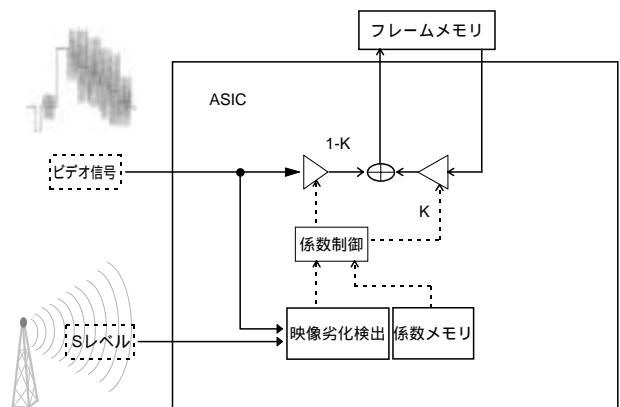 フレームメモリ
ASIC
1-K
ビデオ信号
K
係数制御
Sレベル
映像劣化検出
係数メモリ